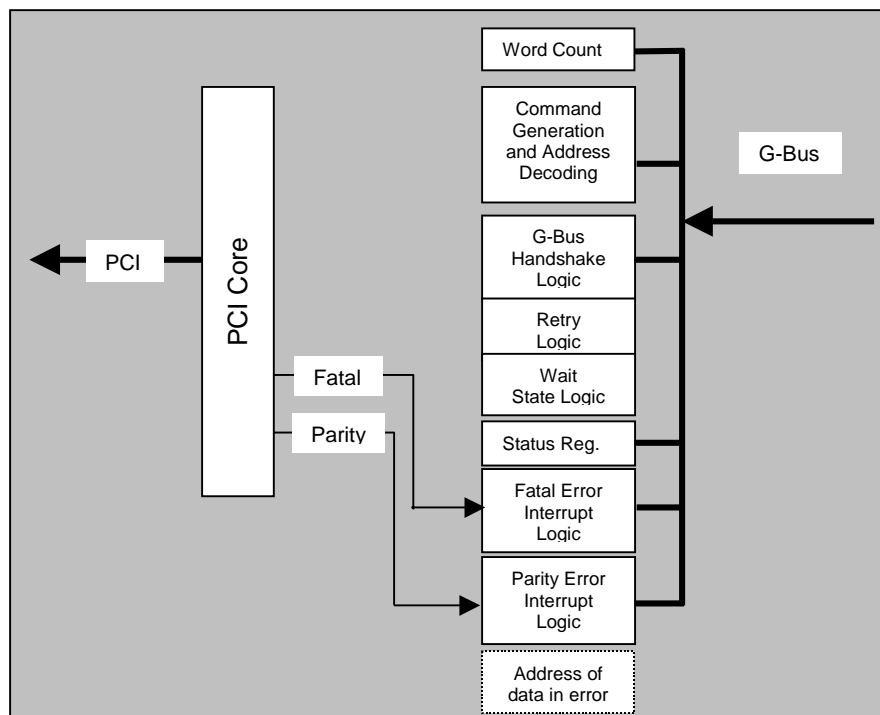 Word Count
Command
Generation
and Address
Decoding
G-Bus
G-Bus
Handshake
Logic
PCI
PCI Core
Retry
Logic
Wait
State Logic
Fatal
Parity
Status Reg.
Fatal Error
Interrupt
Logic
Parity Error
Interrupt
Logic
Address of
data in error